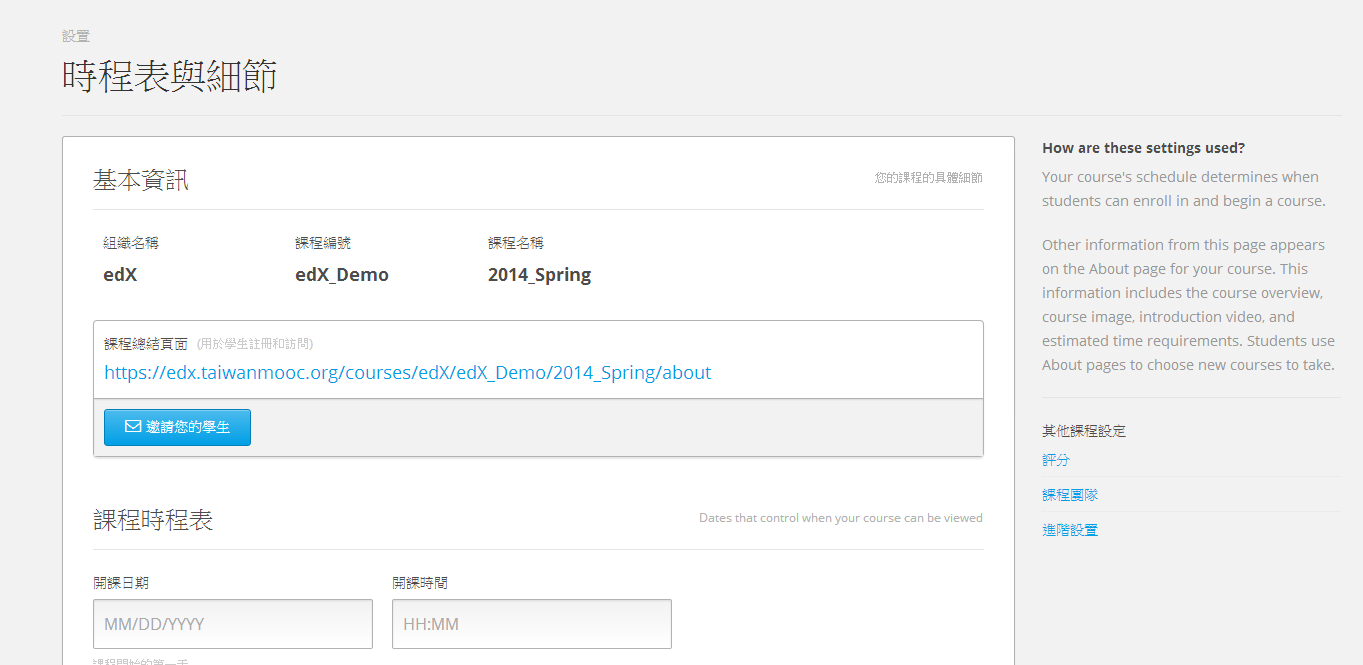 設置
時程表與細節
基本資訊
您的課程的具體細節
組織名稱
課程編號
課程名稱
edX
edX_Demo
2014_Spring
課程總結頁面 (用於學生註冊和訪問)
https://edx.taiwanmooc.org/courses/edX/edX_Demo/2014_Spring/about
邀請您的學生
課程時程表
Dates that control when your course can be viewed
開課日期
開課時間
MM/DD/YYYY
HH:MM
課程開始的第一天
How are these settings used?
Your course's schedule determines when
students can enroll in and begin a course.
Other information from this page appears
on the About page for your course. This
information includes the course overview,
course image, introduction video, and
estimated time requirements. Students use
About pages to choose new courses to take.
其他課程設定
評分
課程團隊
進階設置